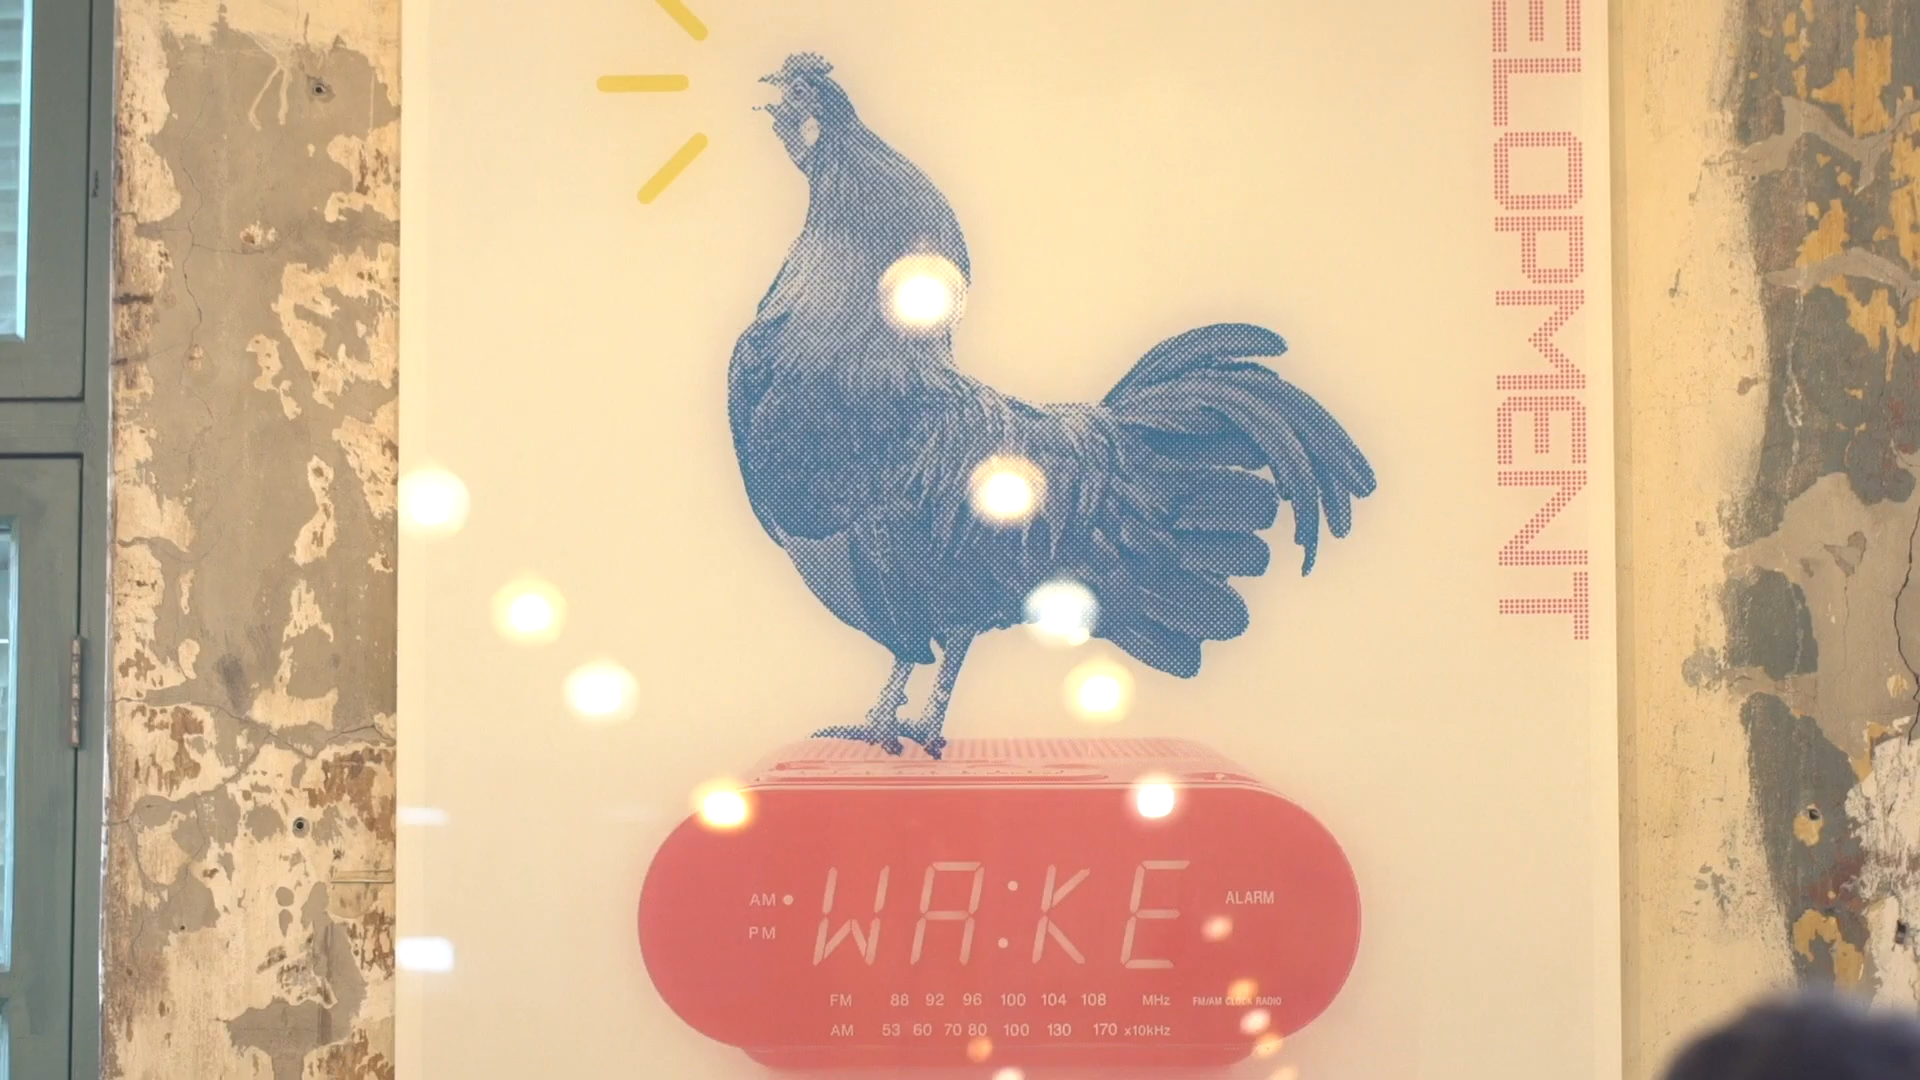 ELOPMENT
AM
PM
WA:KE
ALARM
FM 88 92 96 100 104 108 MHz
FM/AM CLOCK RADIO
AM 53 60 70 80 100 130 170 x10kHz